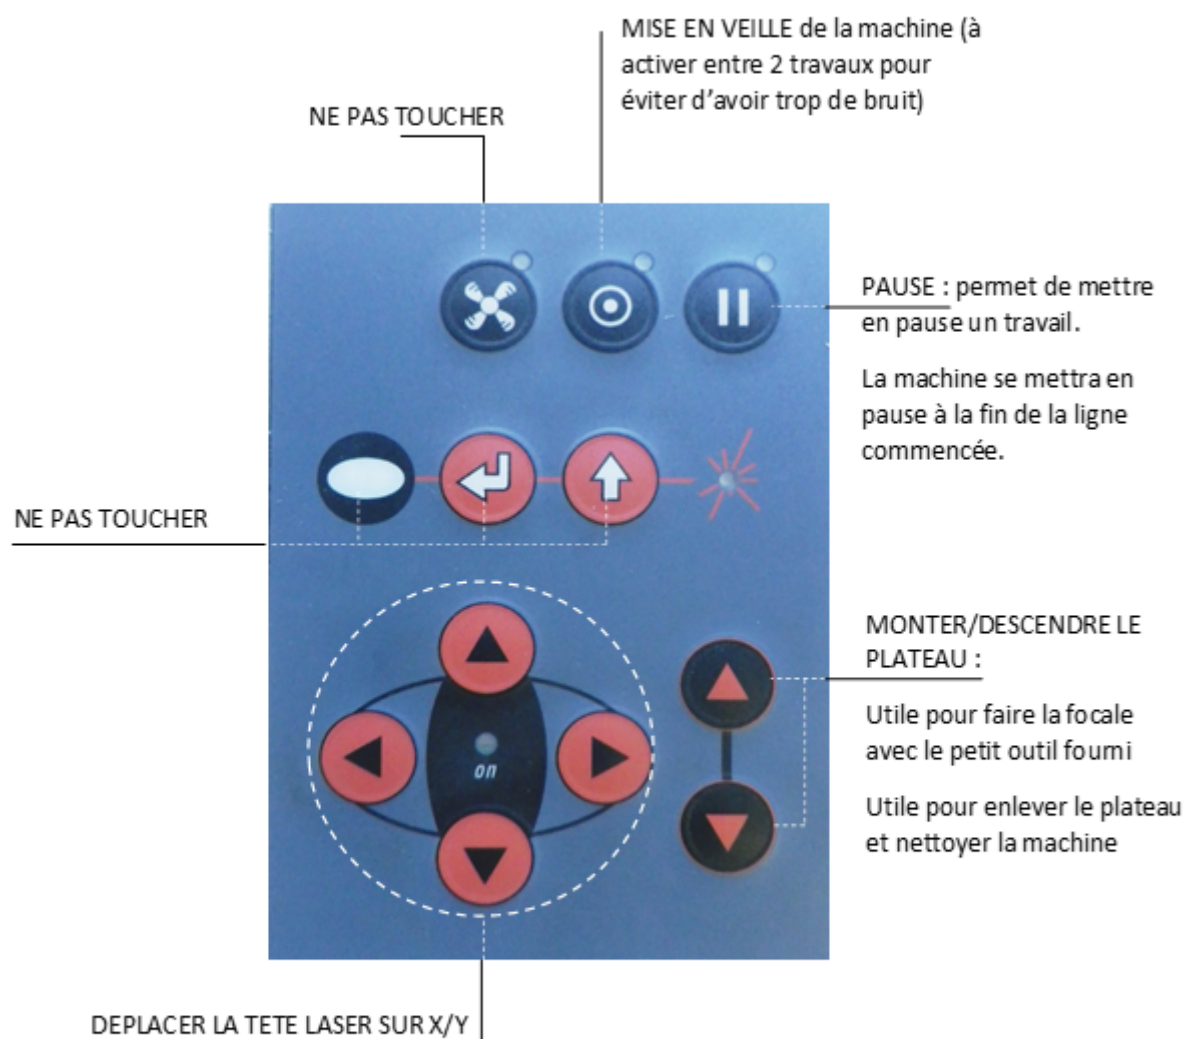 MISE EN VEILLE de la machine (à
activer entre 2 travaux pour
éviter d'avoir trop de bruit)
NE PAS TOUCHER
PAUSE : permet de mettre
en pause un travail.
La machine se mettra en
pause à la fin de la ligne
commencée.
NE PAS TOUCHER
MONTER/DESCENDRE LE
PLATEAU :
Utile pour faire la focale
avec le petit outil fourni
Utile pour enlever le plateau
et nettoyer la machine
on
DEPLACER LA TETE LASER SUR X/Y